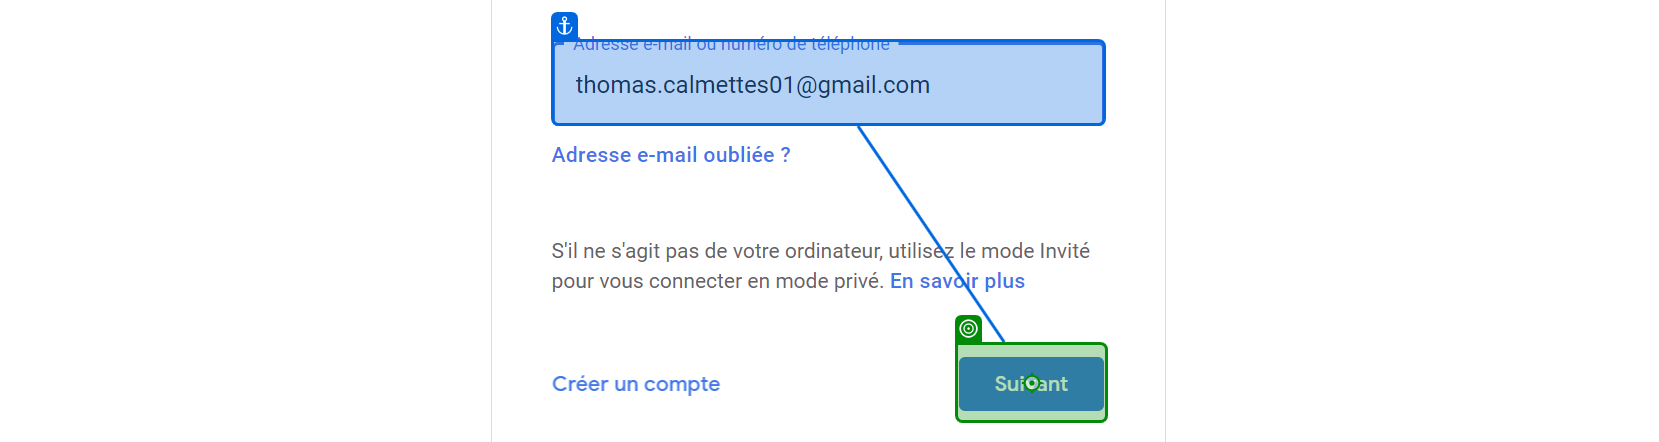 Adresse e-mail ou numéro de téléphone
thomas.calmettes01@gmail.com
Adresse e-mail oubliée ?
S'il ne s'agit pas de votre ordinateur, utilisez le mode Invité
pour vous connecter en mode privé. En savoir plus
Créer un compte
Suivant